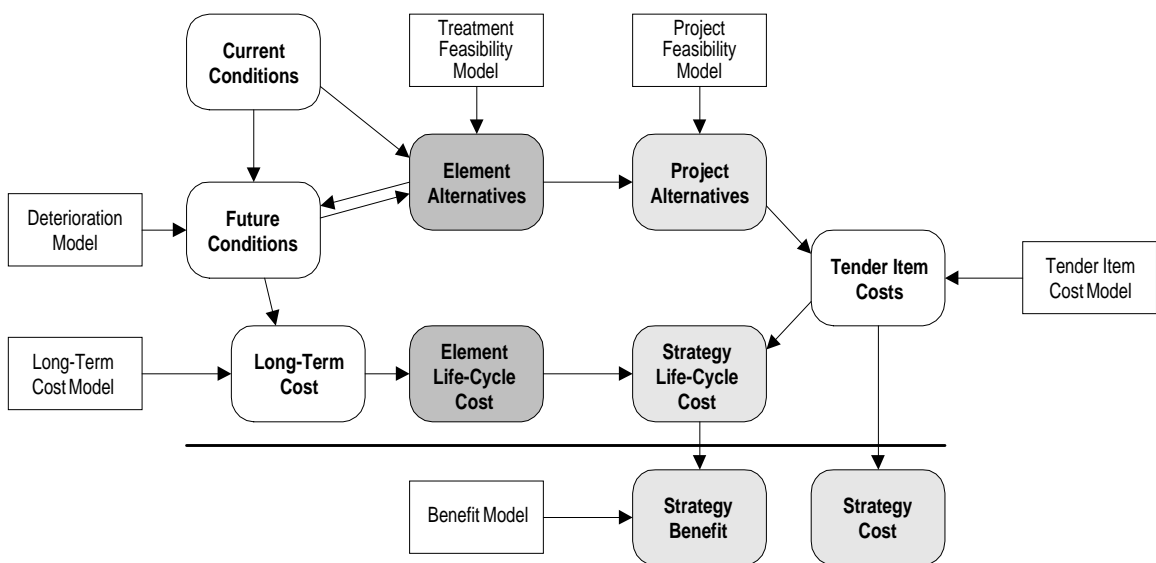 Current
Conditions
Treatment
Feasibility
Model
Project
Feasibility
Model
Element
Alternatives
Project
Alternatives
Deterioration
Model
Future
Conditions
Tender Item
Costs
Tender Item
Cost Model
Long-Term
Cost Model
Long-Term
Cost
Element
Life-Cycle
Cost
Strategy
Life-Cycle
Cost
Benefit Model
Strategy
Benefit
Strategy
Cost